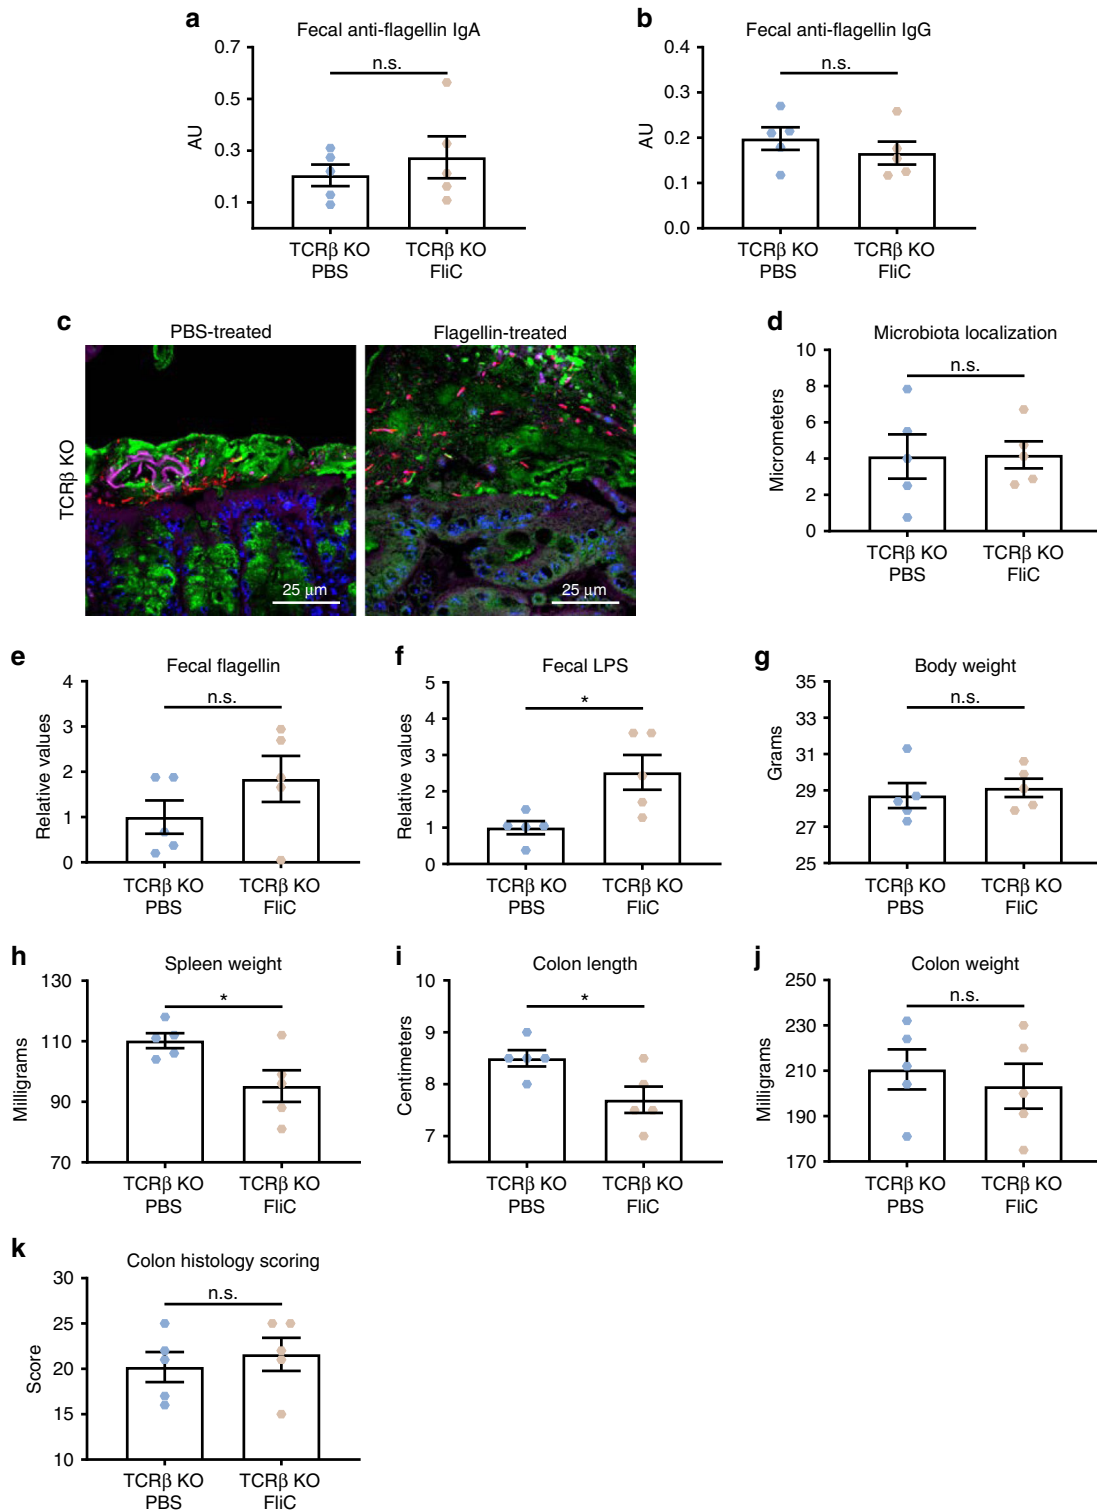 a
Fecal anti-flagellin IgA
0.7
0.5
0.3
0.1
AU
n.s.
TCRβ KO
PBS
TCRβ KO
FliC
b
Fecal anti-flagellin IgG
0.4
0.3
0.2
0.1
0.0
AU
n.s.
TCRβ KO
PBS
TCRβ KO
FliC
c
PBS-treated
Flagellin-treated
TCRβ KO
25 μm
25 μm
d
Microbiota localization
10
8
6
4
2
0
Micrometers
n.s.
TCRβ KO
PBS
TCRβ KO
FliC
e
Fecal flagellin
4
3
2
1
0
Relative values
n.s.
TCRβ KO
PBS
TCRβ KO
FliC
f
Fecal LPS
5
4
3
2
1
0
Relative values
*
TCRβ KO
PBS
TCRβ KO
FliC
g
Body weight
35
33
31
29
27
25
Grams
n.s.
TCRβ KO
PBS
TCRβ KO
FliC
h
Spleen weight
130
110
90
70
Milligrams
*
TCRβ KO
PBS
TCRβ KO
FliC
i
Colon length
10
9
8
7
Centimeters
*
TCRβ KO
PBS
TCRβ KO
FliC
j
Colon weight
250
230
210
190
170
Milligrams
n.s.
TCRβ KO
PBS
TCRβ KO
FliC
k
Colon histology scoring
30
25
20
15
10
Score
n.s.
TCRβ KO
PBS
TCRβ KO
FliC